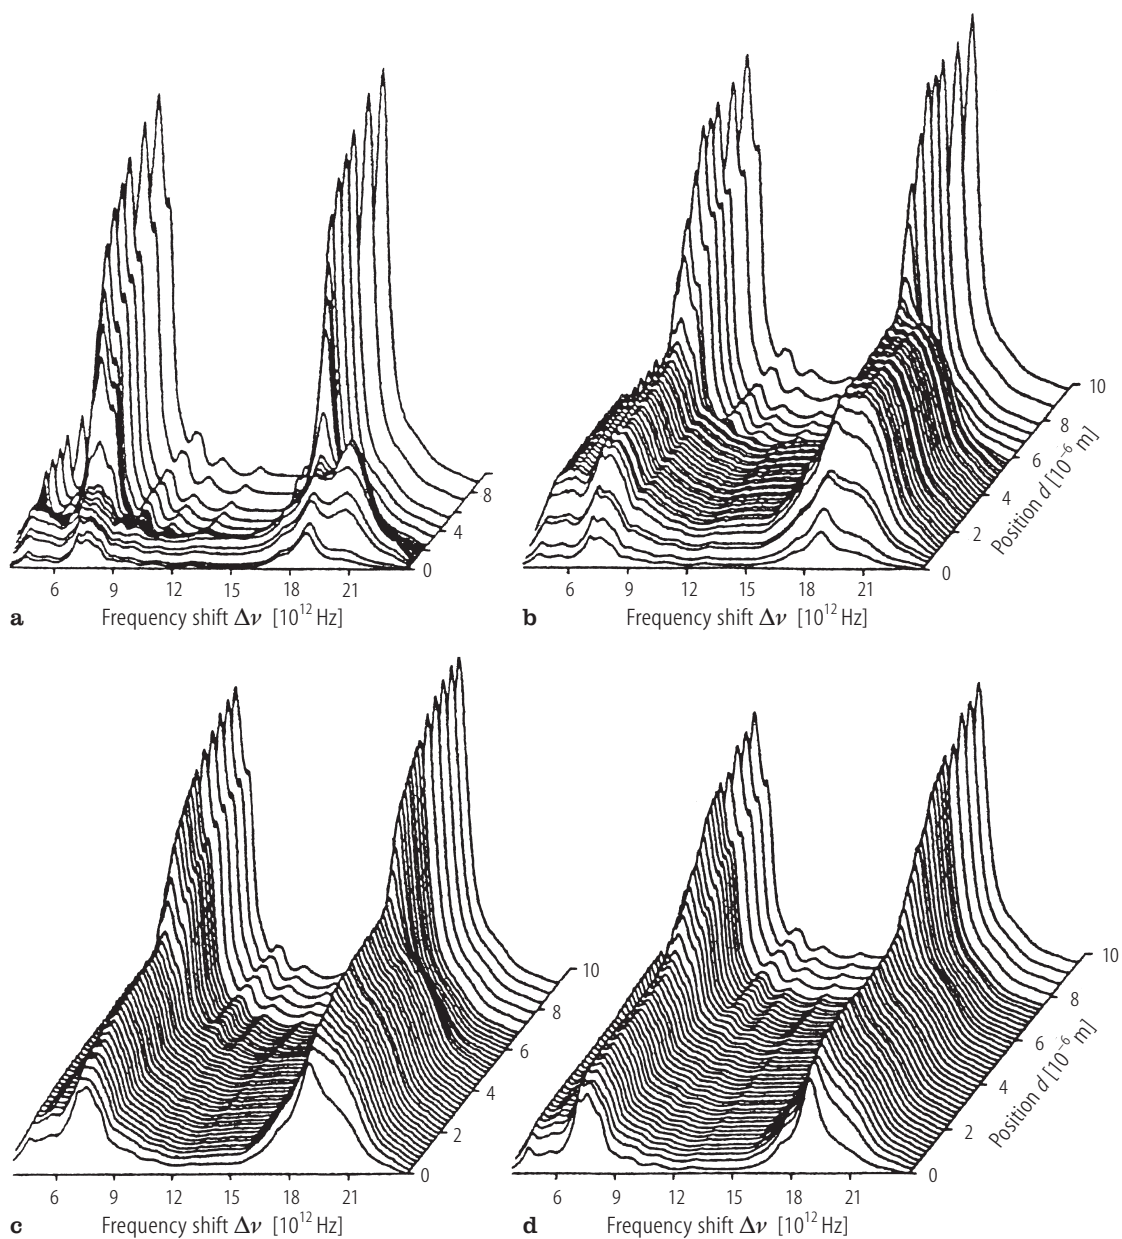 10
8
6
4
2
0
Position d [10⁻⁶ m]
8
4
0
6 9 12 15 18 21
6 9 12 15 18 21
a Frequency shift Δν [10¹² Hz]
b Frequency shift Δν [10¹² Hz]
10
8
6
4
2
0
10
8
6
4
2
0
Position d [10⁻⁶ m]
6 9 12 15 18 21
6 9 12 15 18 21
c Frequency shift Δν [10¹² Hz]
d Frequency shift Δν [10¹² Hz]